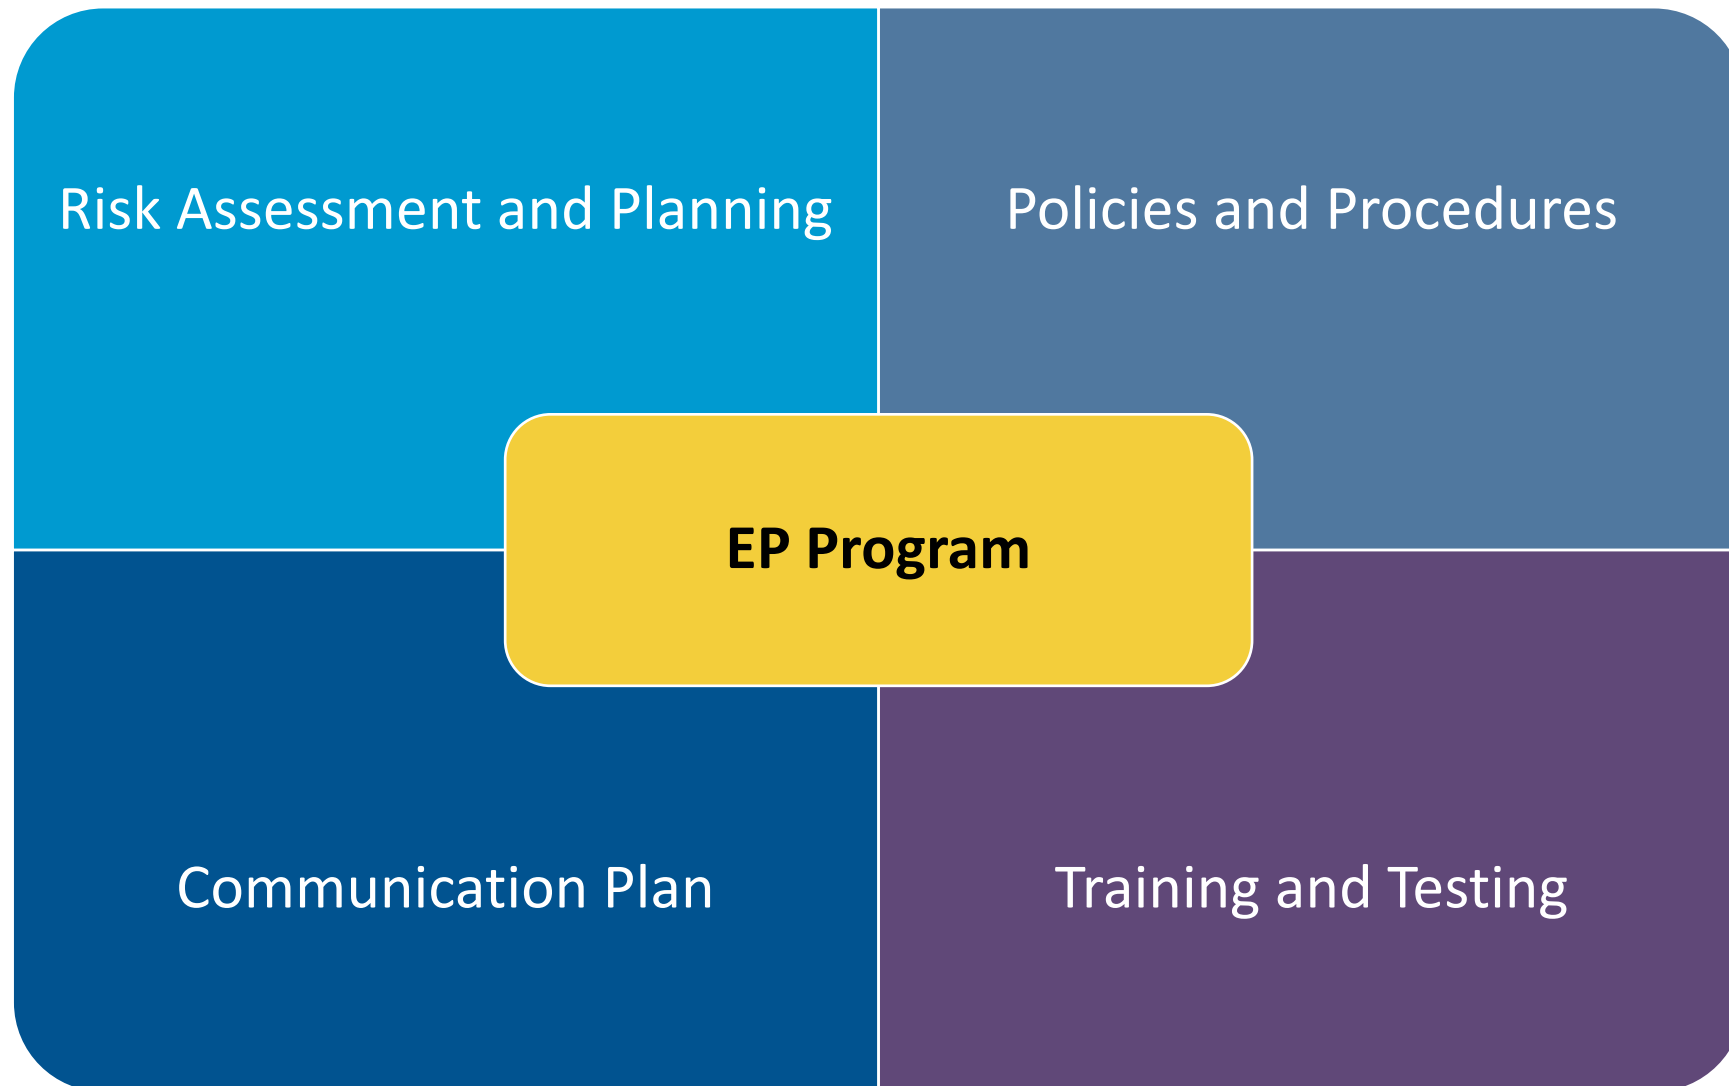 Risk Assessment and Planning
Policies and Procedures
EP Program
Communication Plan
Training and Testing